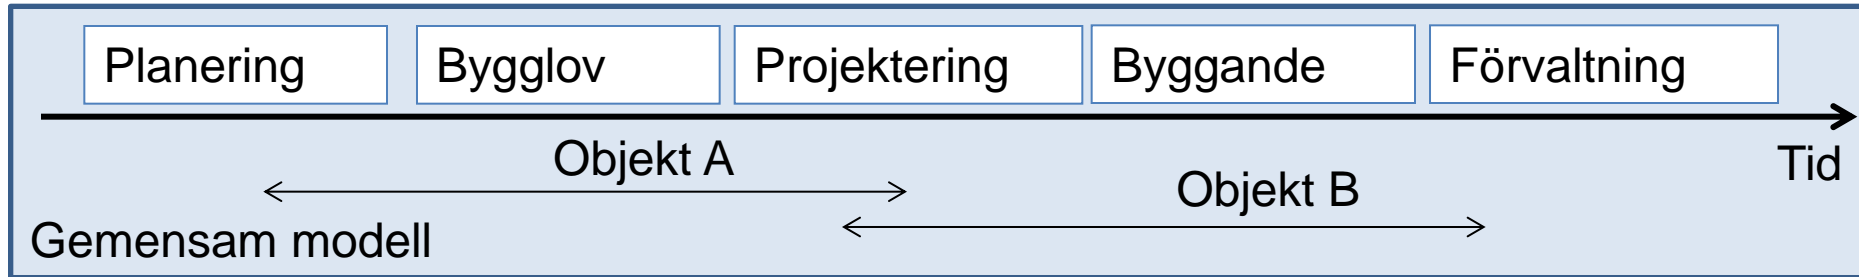 Planering Bygglov Projektering Byggande Förvaltning
Objekt A
Tid
Objekt B
Gemensam modell